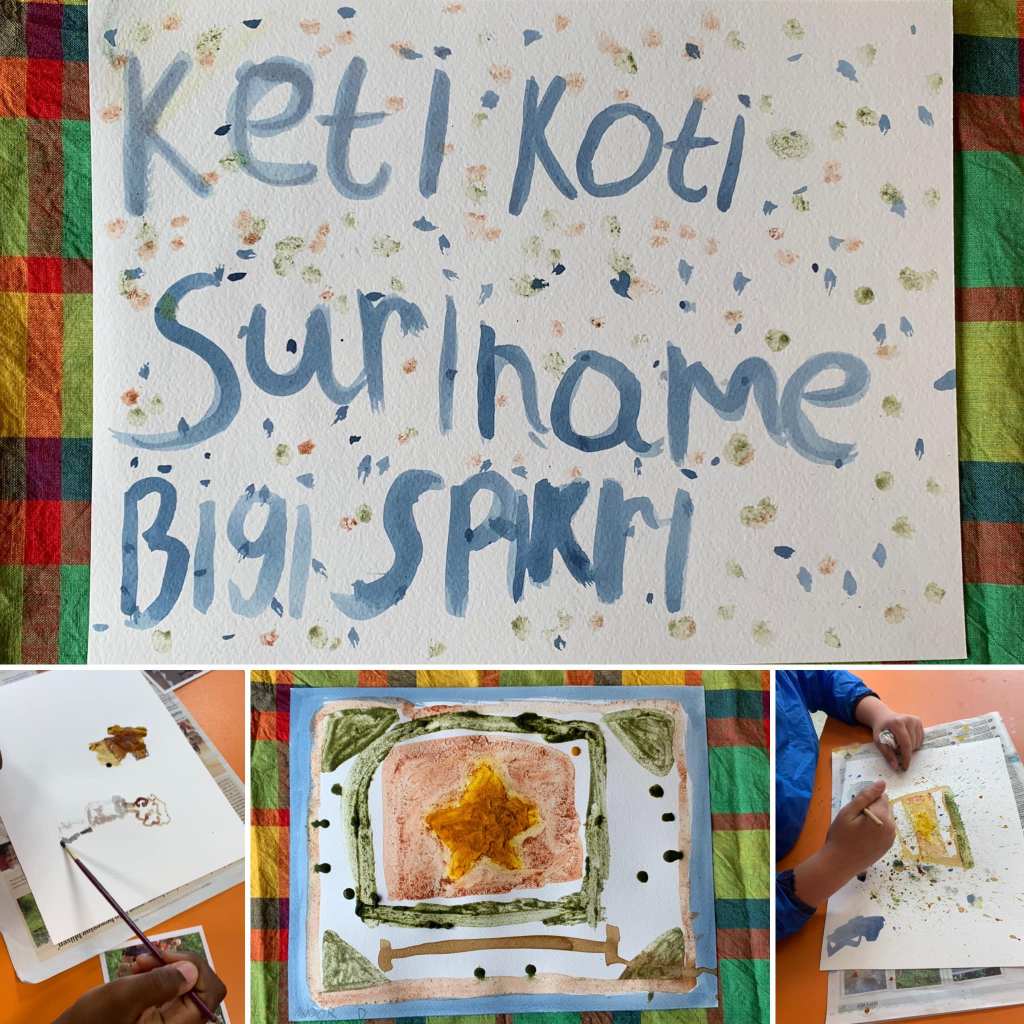 Keti Koti
Suriname
Bigi SPIKri